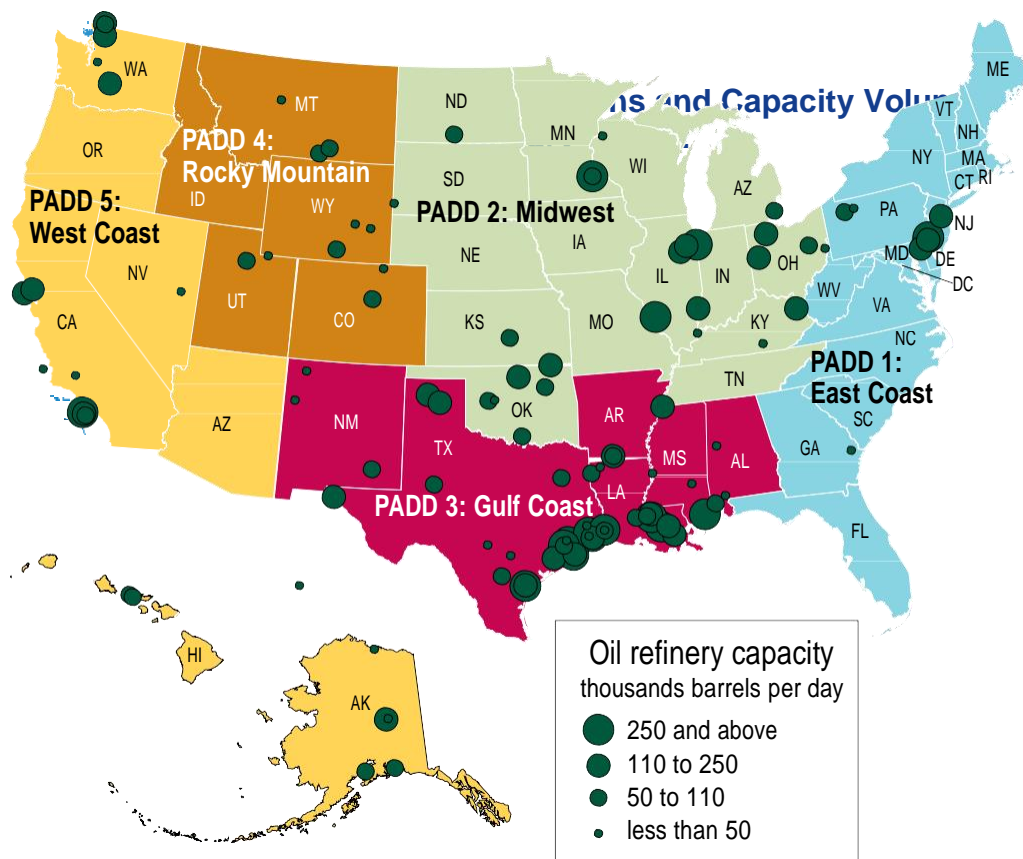 ns and Capacity Volu
WA
MT
ND
MN
ME
VT
NH
OR
PADD 4:
Rocky Mountain
ID
SD
WI
AZ
NY
MA
CT
RI
PADD 5:
West Coast
WY
PADD 2: Midwest
PA
NJ
NE
IA
NV
IL
IN
OH
MD
DE
DC
UT
CO
WV
VA
CA
KS
MO
KY
NC
PADD 1:
East Coast
TN
AZ
NM
OK
AR
SC
TX
MS
AL
GA
LA
PADD 3: Gulf Coast
FL
HI
AK
Oil refinery capacity
thousands barrels per day
250 and above
110 to 250
50 to 110
less than 50